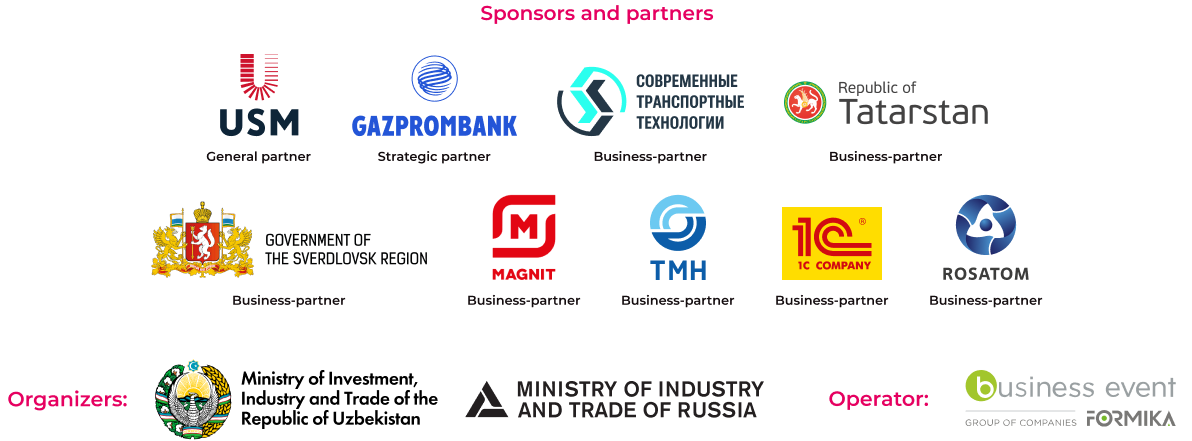 Sponsors and partners
USM
General partner
GAZPROMBANK
Strategic partner
СОВРЕМЕННЫЕ
ТРАНСПОРТНЫЕ
ТЕХНОЛОГИИ
Business-partner
Republic of
Tatarstan
Business-partner
GOVERNMENT OF
THE SVERDLOVSK REGION
Business-partner
M
MAGNIT
Business-partner
TMH
Business-partner
1C®
1C COMPANY
Business-partner
ROSATOM
Business-partner
Organizers:
Ministry of Investment,
Industry and Trade of the
Republic of Uzbekistan
MINISTRY OF INDUSTRY
AND TRADE OF RUSSIA
Operator:
business event
GROUP OF COMPANIES FORMIKA